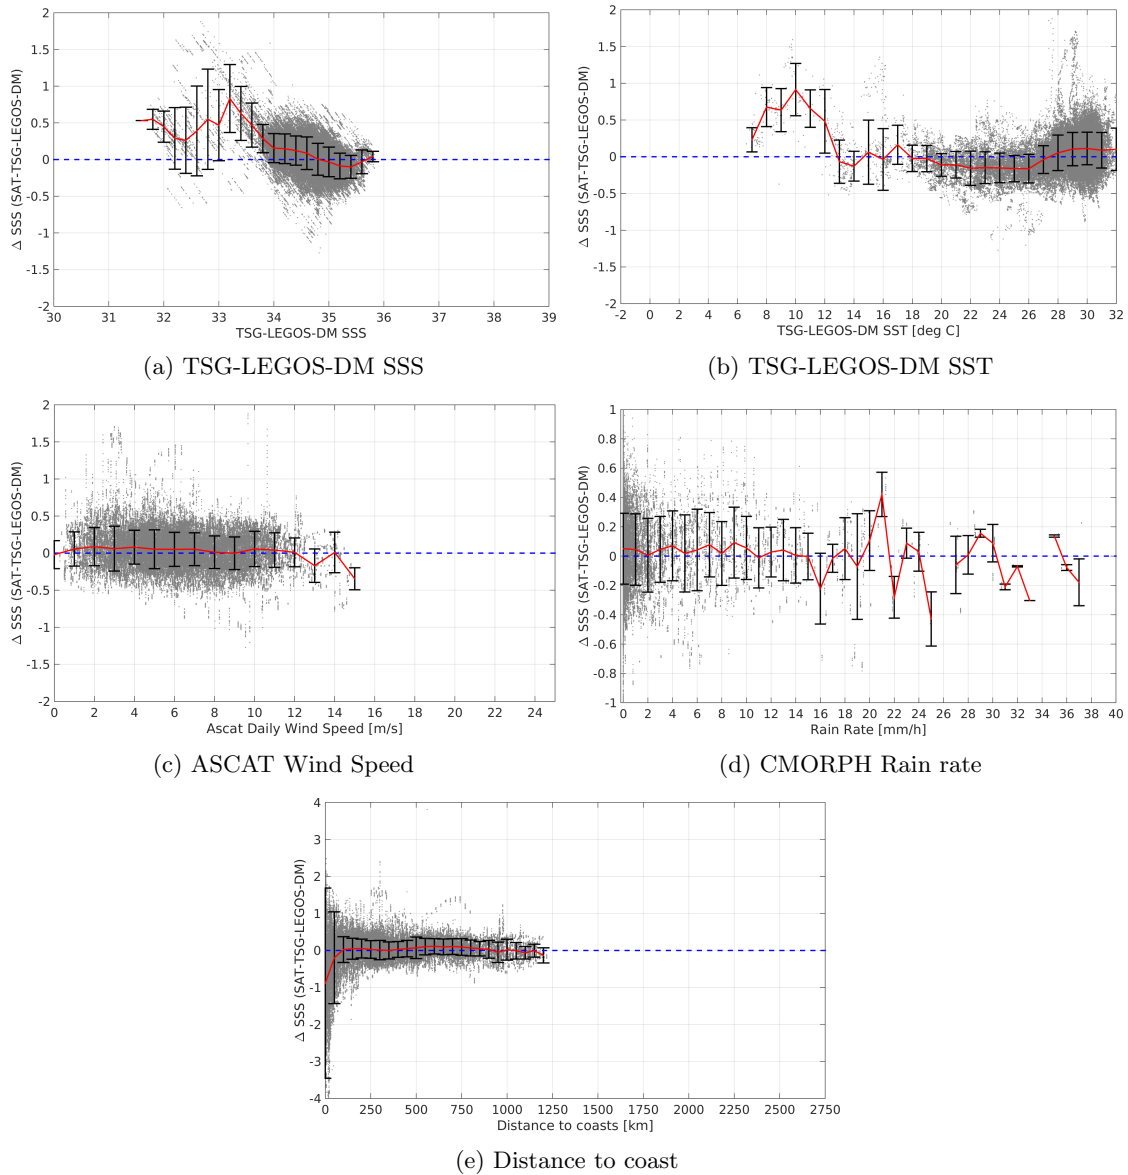 2
1.5
1
0.5
0
-0.5
-1
-1.5
-2
Δ SSS (SAT-TSG-LEGOS-DM)
30 31 32 33 34 35 36 37 38 39
TSG-LEGOS-DM SSS
(a) TSG-LEGOS-DM SSS
2
1.5
1
0.5
0
-0.5
-1
-1.5
-2
Δ SSS (SAT-TSG-LEGOS-DM)
-2 0 2 4 6 8 10 12 14 16 18 20 22 24 26 28 30 32
TSG-LEGOS-DM SST [deg C]
(b) TSG-LEGOS-DM SST
2
1.5
1
0.5
0
-0.5
-1
-1.5
-2
Δ SSS (SAT-TSG-LEGOS-DM)
0 2 4 6 8 10 12 14 16 18 20 22 24
Ascat Daily Wind Speed [m/s]
(c) ASCAT Wind Speed
1
0.8
0.6
0.4
0.2
0
-0.2
-0.4
-0.6
-0.8
-1
Δ SSS (SAT-TSG-LEGOS-DM)
0 2 4 6 8 10 12 14 16 18 20 22 24 26 28 30 32 34 36 38 40
Rain Rate [mm/h]
(d) CMORPH Rain rate
4
3
2
1
0
-1
-2
-3
-4
Δ SSS (SAT-TSG-LEGOS-DM)
0 250 500 750 1000 1250 1500 1750 2000 2250 2500 2750
Distance to coasts [km]
(e) Distance to coast